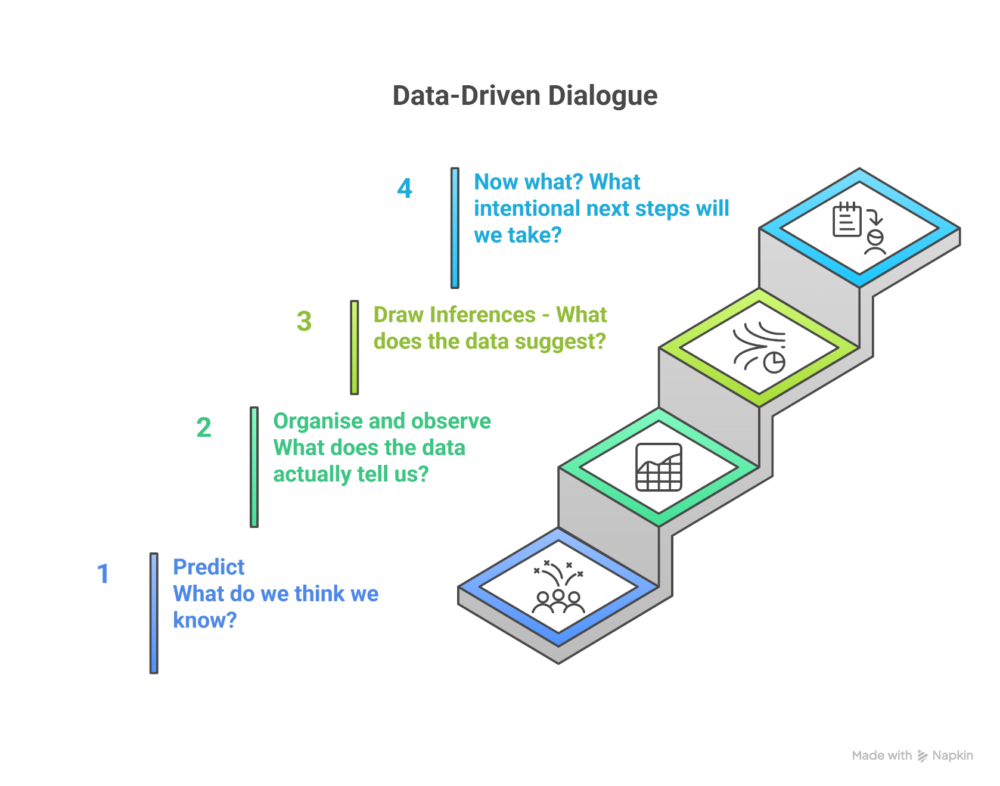 Data-Driven Dialogue
4
Now what? What
intentional next steps will
we take?
3
Draw Inferences - What
does the data suggest?
2
Organise and observe
What does the data
actually tell us?
1
Predict
What do we think we
know?
Made with Napkin